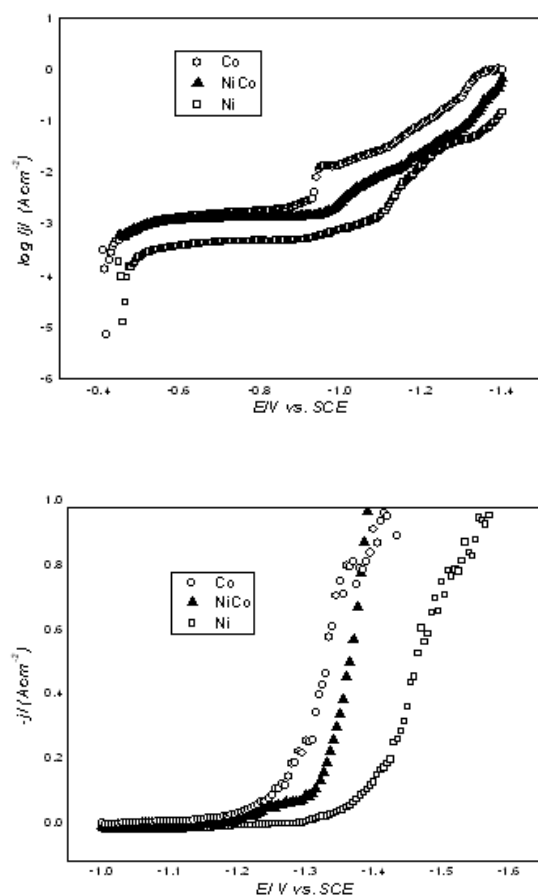 1
0
-1
-2
-3
-4
-5
-6
log |j| (Acm⁻²)
Co
NiCo
Ni
-0.4 -0.6 -0.8 -1.0 -1.2 -1.4
E/V vs. SCE
1.0
0.8
0.6
0.4
0.2
0.0
-j/ (Acm⁻²)
Co
NiCo
Ni
-1.0 -1.1 -1.2 -1.3 -1.4 -1.5 -1.6
E/ V vs. SCE